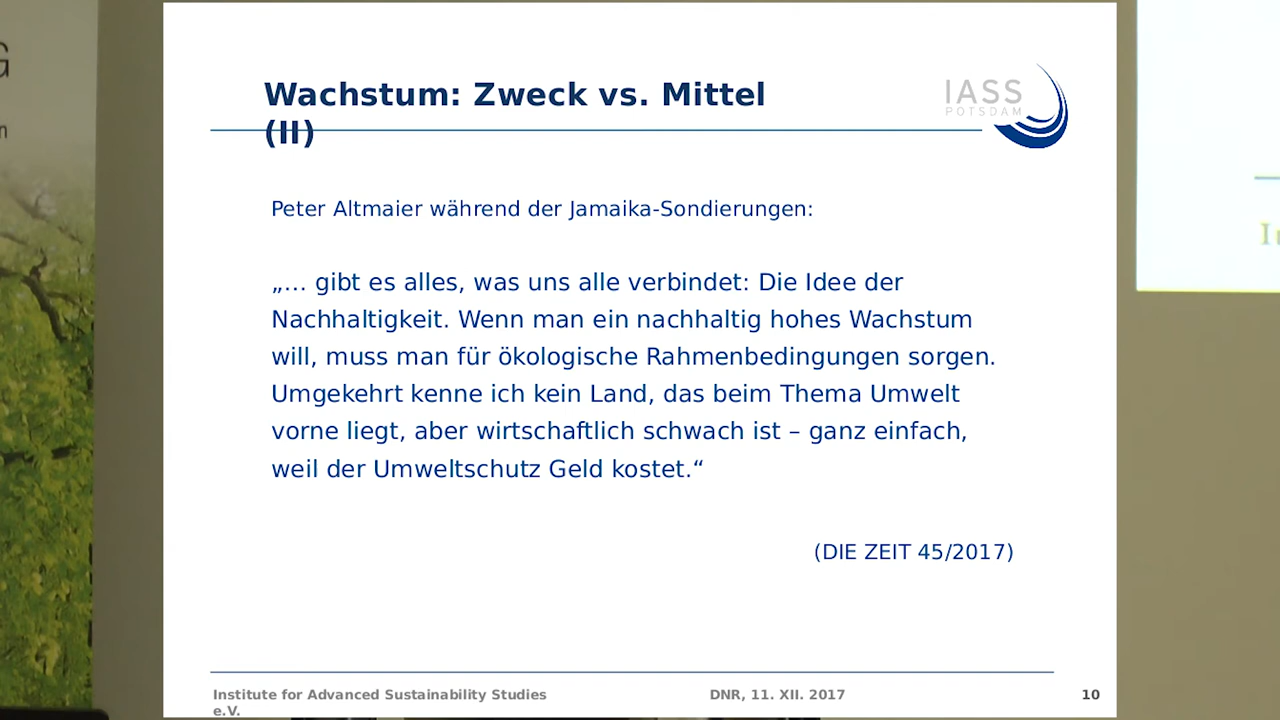 Wachstum: Zweck vs. Mittel
(II)
IASS
POTSDAM
Peter Altmaier während der Jamaika-Sondierungen:
„… gibt es alles, was uns alle verbindet: Die Idee der
Nachhaltigkeit. Wenn man ein nachhaltig hohes Wachstum
will, muss man für ökologische Rahmenbedingungen sorgen.
Umgekehrt kenne ich kein Land, das beim Thema Umwelt
vorne liegt, aber wirtschaftlich schwach ist – ganz einfach,
weil der Umweltschutz Geld kostet.“
(DIE ZEIT 45/2017)
Institute for Advanced Sustainability Studies
e.V.
DNR, 11. XII. 2017
10